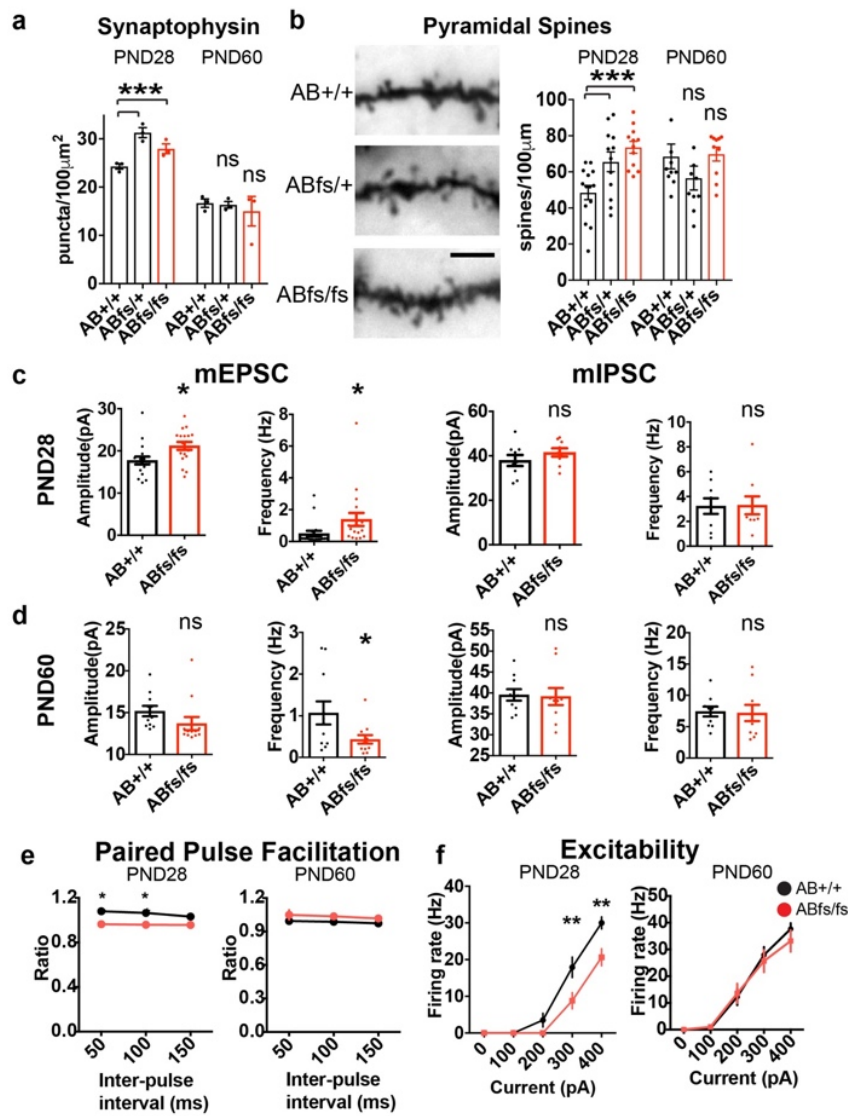 a
Synaptophysin
PND28 PND60
***
ns ns
puncta/100μm²
30
20
10
0
AB+/+ ABfs/+ ABfs/fs AB+/+ ABfs/+ ABfs/fs
b
Pyramidal Spines
AB+/+
ABfs/+
ABfs/fs
PND28 PND60
***
ns
ns
spines/100μm
100
80
60
40
20
0
AB+/+ ABfs/+ ABfs/fs AB+/+ ABfs/+ ABfs/fs
c
mEPSC mIPSC
PND28
*
Amplitude(pA)
30
20
10
0
AB+/+ ABfs/fs
*
Frequency (Hz)
8
6
4
2
0
AB+/+ ABfs/fs
ns
Amplitude(pA)
60
40
20
0
AB+/+ ABfs/fs
ns
Frequency (Hz)
10
8
6
4
2
0
AB+/+ ABfs/fs
d
PND60
ns
Amplitude(pA)
25
20
15
10
AB+/+ ABfs/fs
*
Frequency (Hz)
3
2
1
0
AB+/+ ABfs/fs
ns
Amplitude(pA)
55
50
45
40
35
30
25
AB+/+ ABfs/fs
ns
Frequency (Hz)
20
15
10
5
0
AB+/+ ABfs/fs
e
Paired Pulse Facilitation
PND28 PND60
* *
Ratio
1.2
0.9
0.6
0.3
0.0
50 100 150
Inter-pulse
interval (ms)
Ratio
1.2
0.9
0.6
0.3
0.0
50 100 150
Inter-pulse
interval (ms)
f
Excitability
PND28 PND60
AB+/+
ABfs/fs
** **
Firing rate (Hz)
40
30
20
10
0
0 100 200 300 400
Current (pA)
Firing rate (Hz)
50
40
30
20
10
0
0 100 200 300 400
Current (pA)